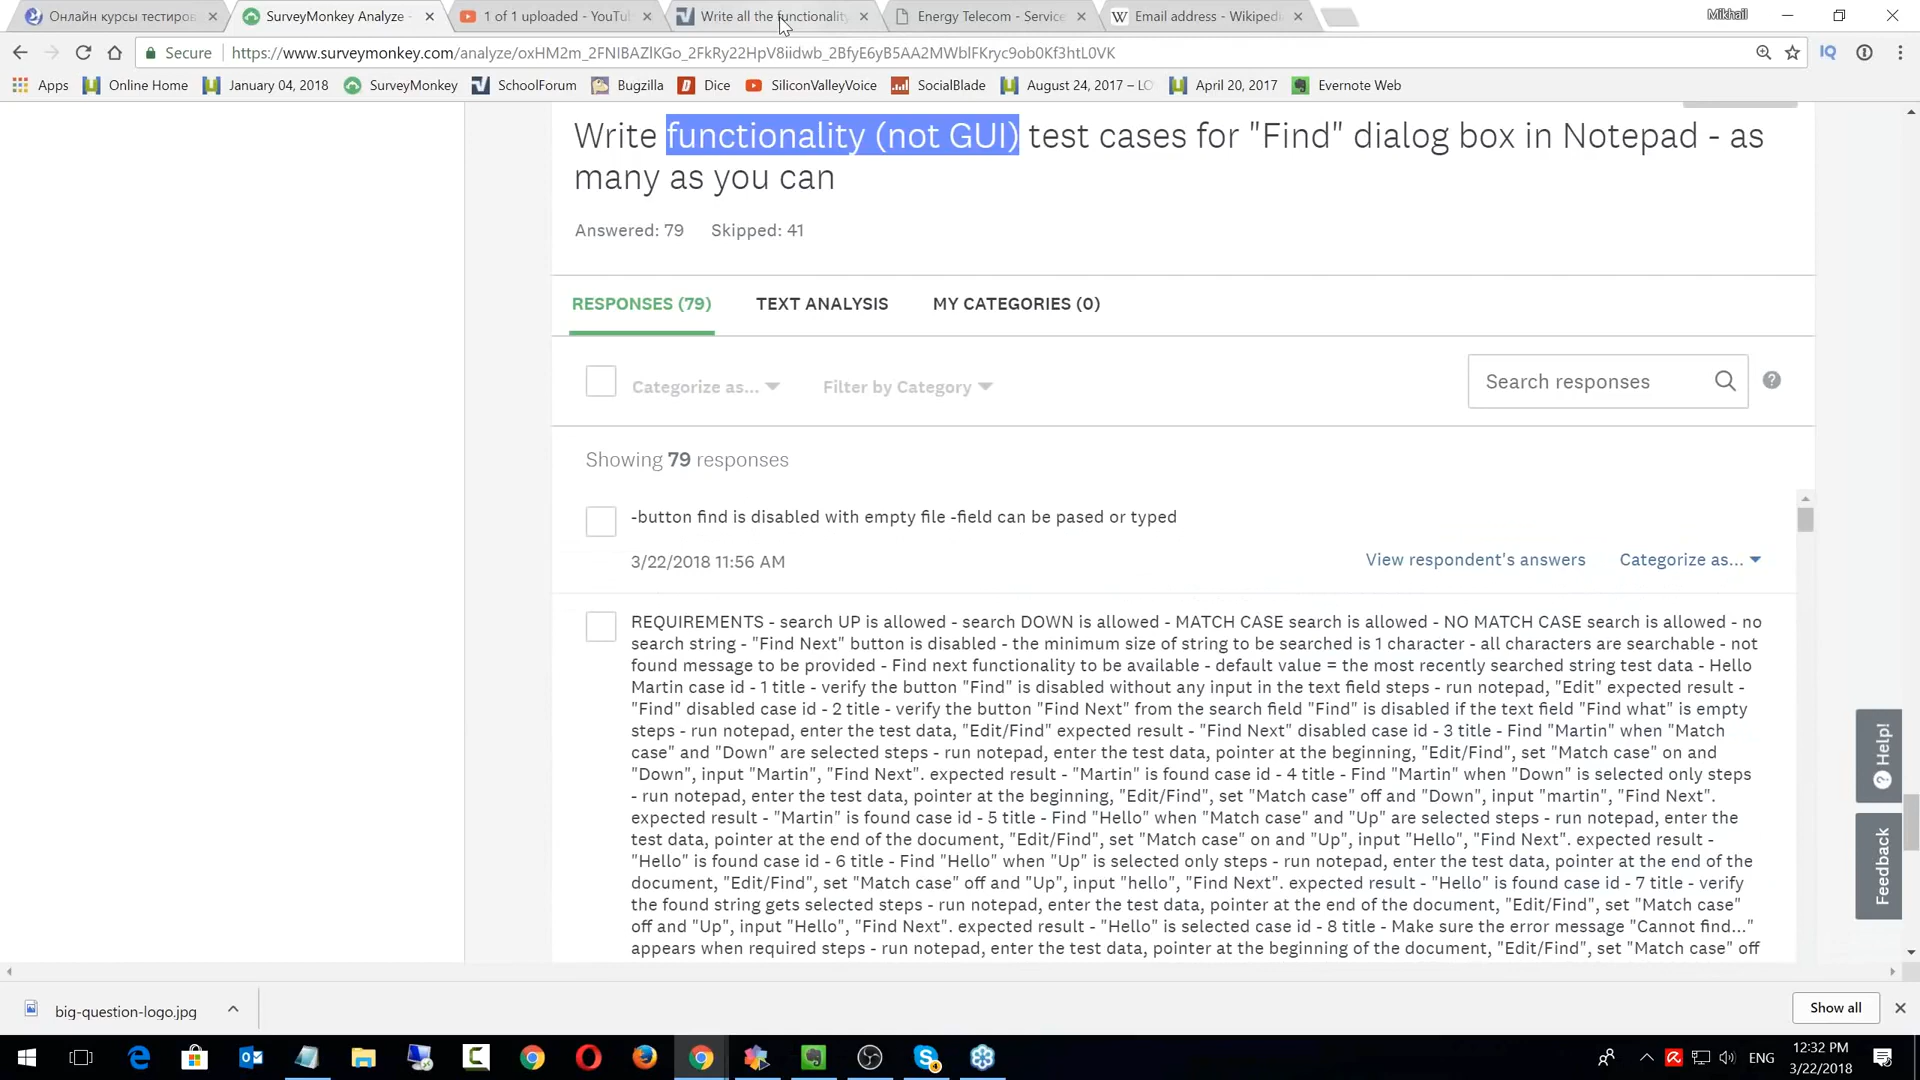 Онлайн курсы тестиров
SurveyMonkey Analyze -
1 of 1 uploaded - YouTu
Write all the functionality
Energy Telecom - Service
Email address - Wikipedi
Mikhail
Secure
https://www.surveymonkey.com/analyze/oxHM2m_2FNIBAZlKGo_2FkRy22HpV8iidwb_2BfyE6yB5AA2MWblFKryc9ob0Kf3htL0VK
Apps
Online Home
January 04, 2018
SurveyMonkey
SchoolForum
Bugzilla
Dice
SiliconValleyVoice
SocialBlade
August 24, 2017 – LO
April 20, 2017
Evernote Web
Write functionality (not GUI) test cases for "Find" dialog box in Notepad - as
many as you can
Answered: 79 Skipped: 41
RESPONSES (79)
TEXT ANALYSIS
MY CATEGORIES (0)
Categorize as...
Filter by Category
Search responses
Showing 79 responses
-button find is disabled with empty file -field can be pased or typed
3/22/2018 11:56 AM
View respondent's answers
Categorize as...
REQUIREMENTS - search UP is allowed - search DOWN is allowed - MATCH CASE search is allowed - NO MATCH CASE search is allowed - no
search string - "Find Next" button is disabled - the minimum size of string to be searched is 1 character - all characters are searchable - not
found message to be provided - Find next functionality to be available - default value = the most recently searched string test data - Hello
Martin case id - 1 title - verify the button "Find" is disabled without any input in the text field steps - run notepad, "Edit" expected result -
"Find" disabled case id - 2 title - verify the button "Find Next" from the search field "Find" is disabled if the text field "Find what" is empty
steps - run notepad, enter the test data, "Edit/Find" expected result - "Find Next" disabled case id - 3 title - Find "Martin" when "Match
case" and "Down" are selected steps - run notepad, enter the test data, pointer at the beginning, "Edit/Find", set "Match case" on and
"Down", input "Martin", "Find Next". expected result - "Martin" is found case id - 4 title - Find "Martin" when "Down" is selected only steps
- run notepad, enter the test data, pointer at the beginning, "Edit/Find", set "Match case" off and "Down", input "martin", "Find Next".
expected result - "Martin" is found case id - 5 title - Find "Hello" when "Match case" and "Up" are selected steps - run notepad, enter the
test data, pointer at the end of the document, "Edit/Find", set "Match case" on and "Up", input "Hello", "Find Next". expected result -
"Hello" is found case id - 6 title - Find "Hello" when "Up" is selected only steps - run notepad, enter the test data, pointer at the end of the
document, "Edit/Find", set "Match case" off and "Up", input "hello", "Find Next". expected result - "Hello" is found case id - 7 title - verify
the found string gets selected steps - run notepad, enter the test data, pointer at the end of the document, "Edit/Find", set "Match case"
off and "Up", input "Hello", "Find Next". expected result - "Hello" is selected case id - 8 title - Make sure the error message "Cannot find..."
appears when required steps - run notepad, enter the test data, pointer at the beginning of the document, "Edit/Find", set "Match case" off
Help!
Feedback
big-question-logo.jpg
Show all
ENG
12:32 PM
3/22/2018